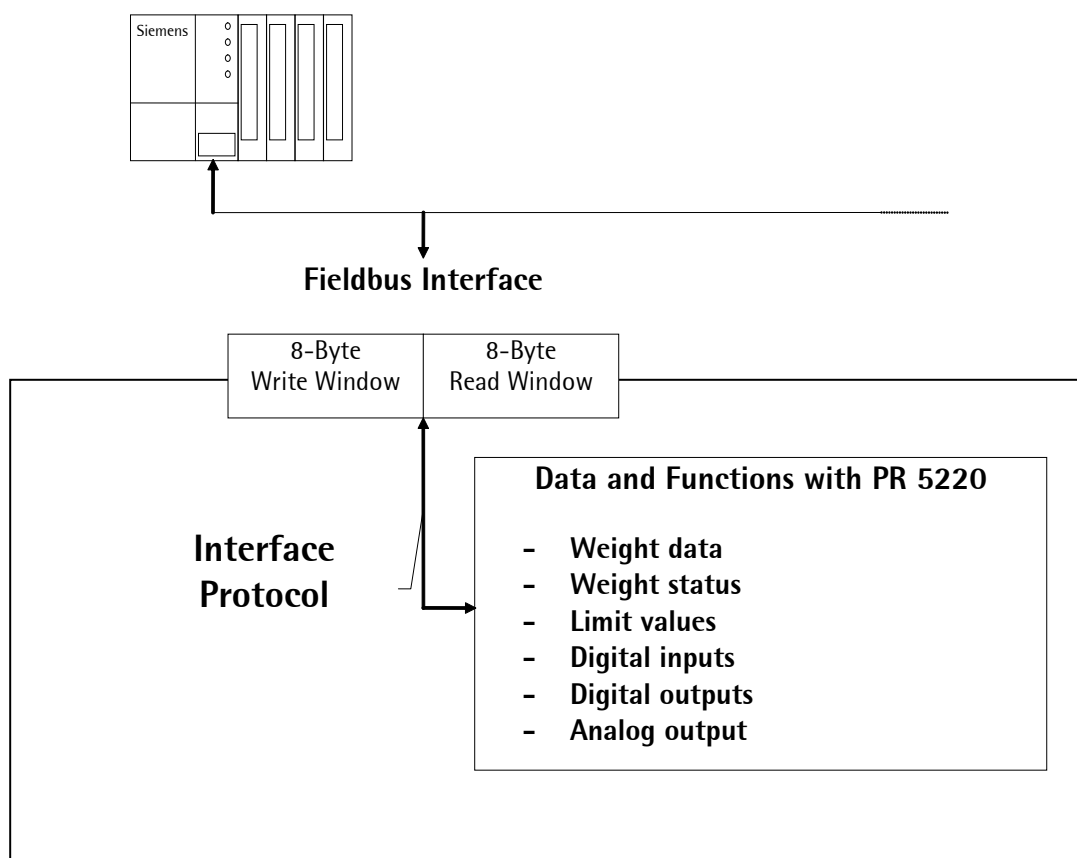 Siemens
Fieldbus Interface
8-Byte
Write Window
8-Byte
Read Window
Data and Functions with PR 5220
- Weight data
- Weight status
- Limit values
- Digital inputs
- Digital outputs
- Analog output
Interface
Protocol